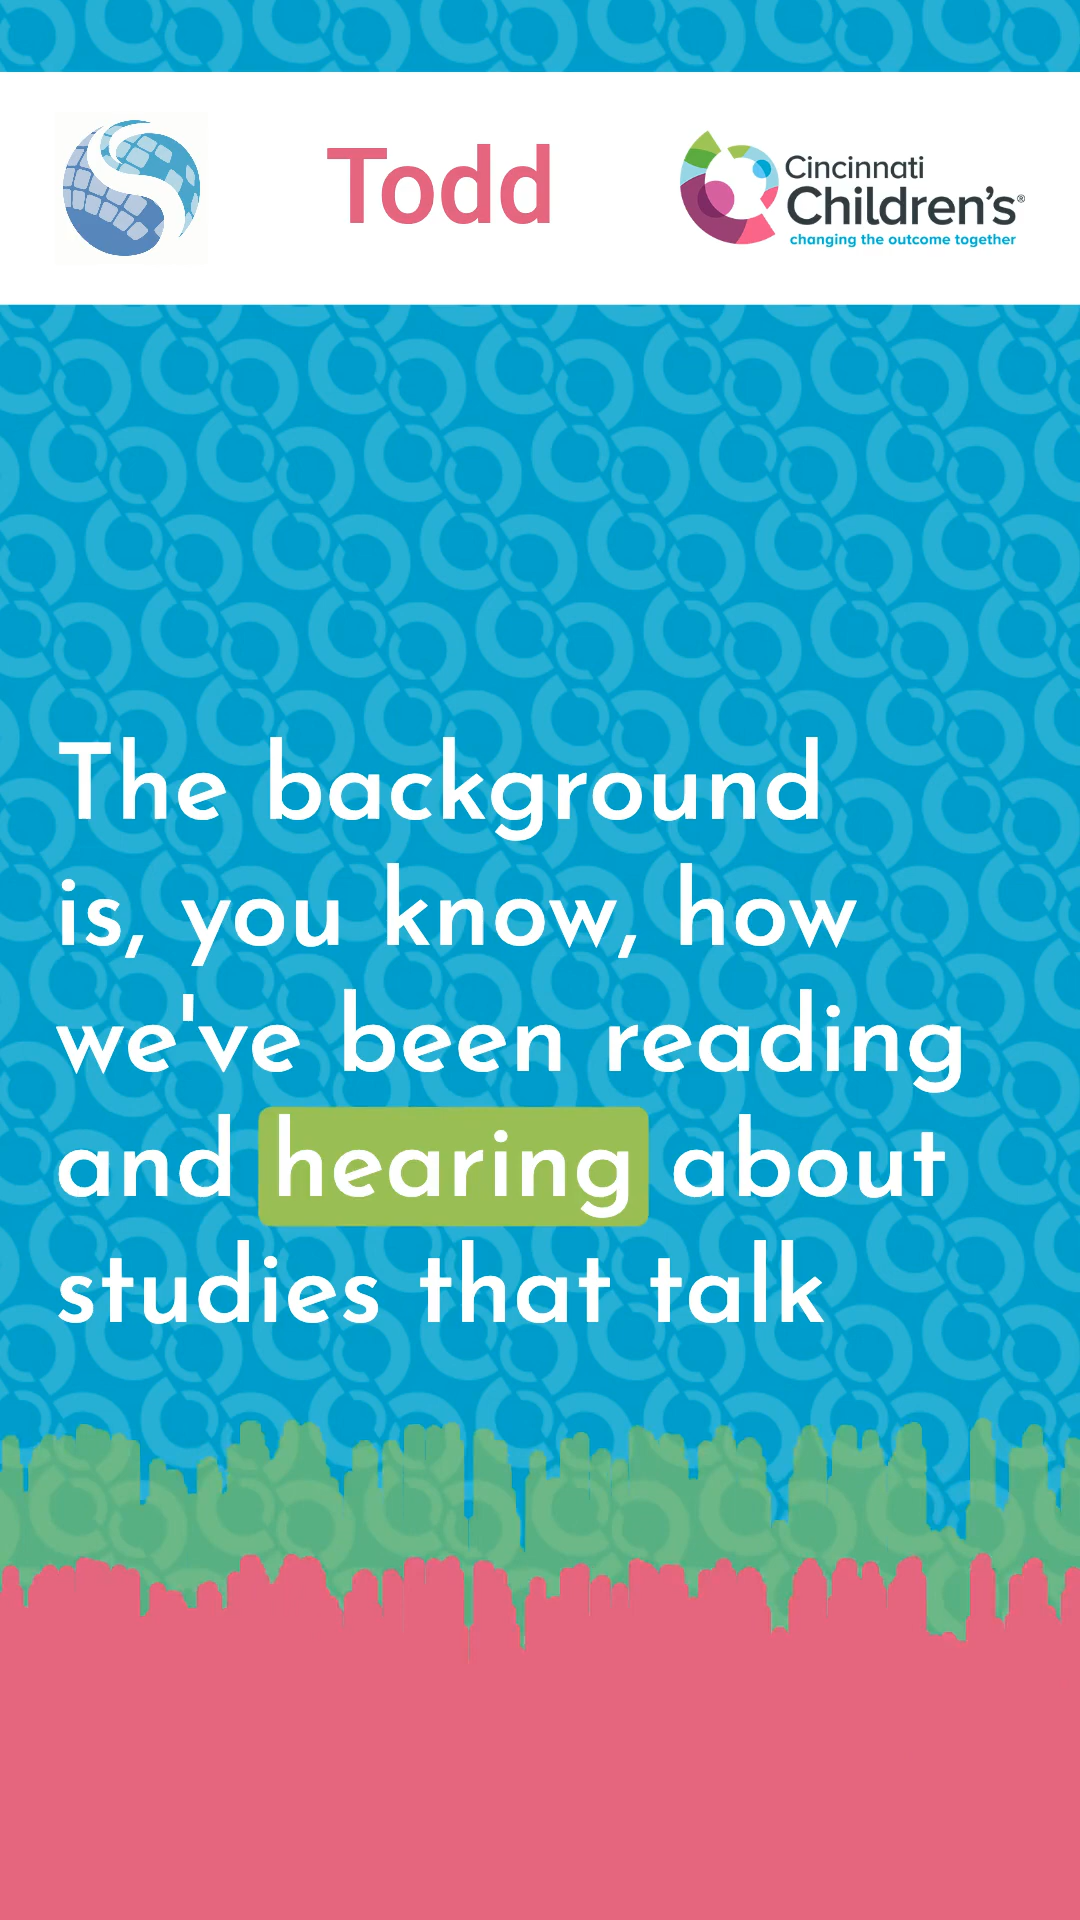 Todd
Cincinnati
Children's®
changing the outcome together
The background
is, you know, how
we've been reading
and hearing about
studies that talk